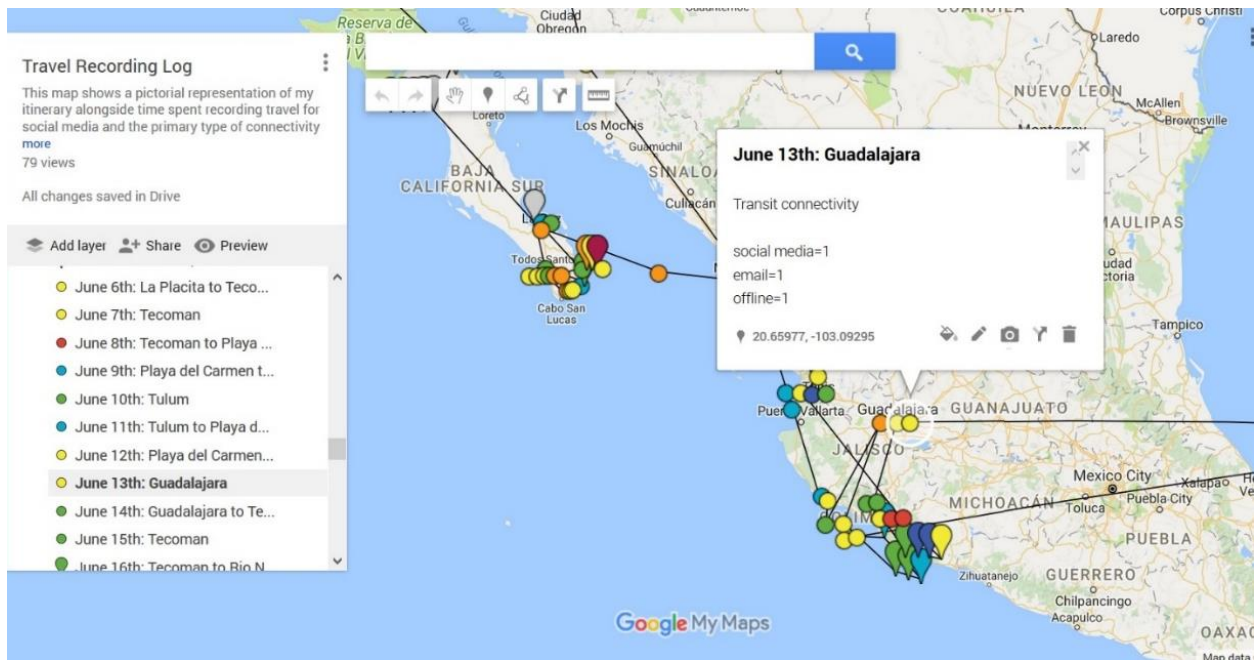 Travel Recording Log
This map shows a pictorial representation of my
itinerary alongside time spent recording travel for
social media and the primary type of connectivity
more
79 views
All changes saved in Drive
Add layer
Share
Preview
June 6th: La Placita to Teco...
June 7th: Tecoman
June 8th: Tecoman to Playa ...
June 9th: Playa del Carmen t...
June 10th: Tulum
June 11th: Tulum to Playa d...
June 12th: Playa del Carmen...
June 13th: Guadalajara
June 14th: Guadalajara to Te...
June 15th: Tecoman
June 16th: Tecoman to Rio N
June 13th: Guadalajara
Transit connectivity
social media=1
email=1
offline=1
20.65977, -103.09295
Reserva de
Ciudad
Obregon
COAHUILA
Corpus Christi
Laredo
NUEVO LEON
McAllen
Brownsville
Monterrey
Loreto
Los Mochis
Guamúchil
BAJA
CALIFORNIA SUR
Culiacán
Todos Santo
Cabo San
Lucas
Tampico
Guadalajara
GUANAJUATO
JALISCO
Mexico City
Xalapa
MICHOACÁN
Toluca
Puebla City
PUEBLA
Zihuatanejo
GUERRERO
Chilpancingo
Acapulco
Google My Maps
Map data